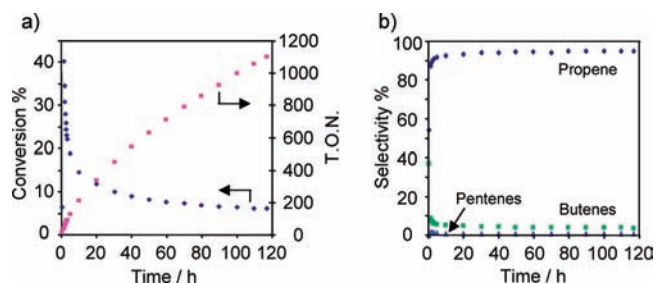 a)
1200
40
1000
30
800
600
20
400
10
200
0
0
0 20 40 60 80 100 120
Conversion %
T.O.N.
Time / h
b)
100
80
60
40
20
0
0 20 40 60 80 100 120
Selectivity %
Propene
Pentenes
Butenes
Time / h